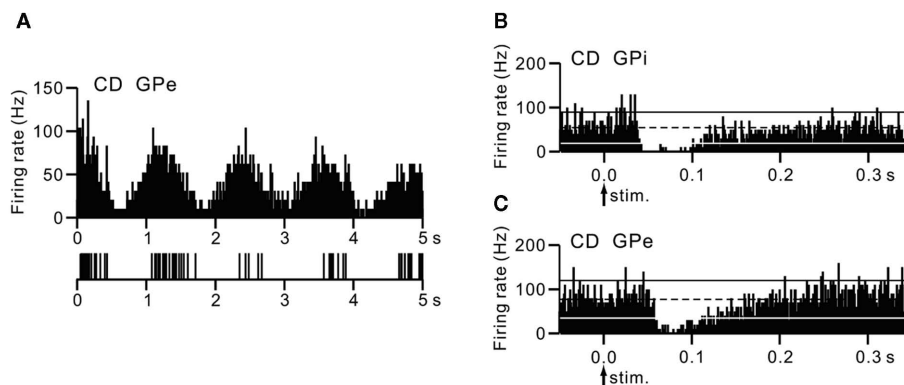 A
CD GPe
Firing rate (Hz)
150
100
50
0
0 1 2 3 4 5 s
0 1 2 3 4 5 s
B
CD GPi
Firing rate (Hz)
200
100
0
0.0 0.1 0.2 0.3 s
stim.
C
CD GPe
Firing rate (Hz)
200
100
0
0.0 0.1 0.2 0.3 s
stim.